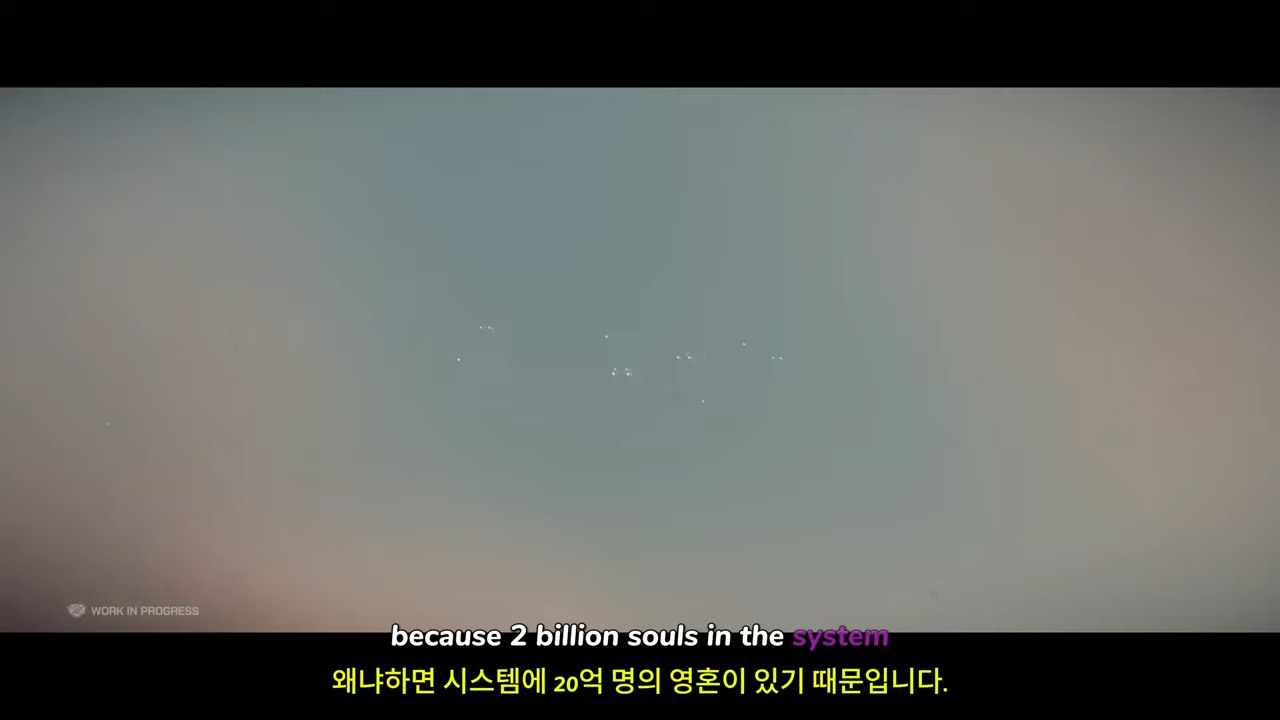 WORK IN PROGRESS
because 2 billion souls in the system
왜냐하면 시스템에 20억 명의 영혼이 있기 때문입니다.